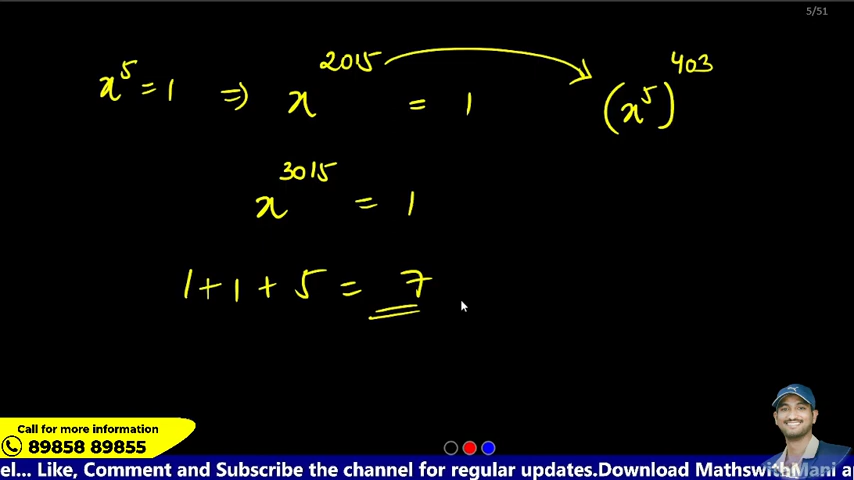 5/51
x^5 = 1 ⇒ x^2015 = 1 (x^5)^403
x^3015 = 1
1 + 1 + 5 = 7
Call for more information
89858 89855
el... Like, Comment and Subscribe the channel for regular updates.Download MathswithMani a